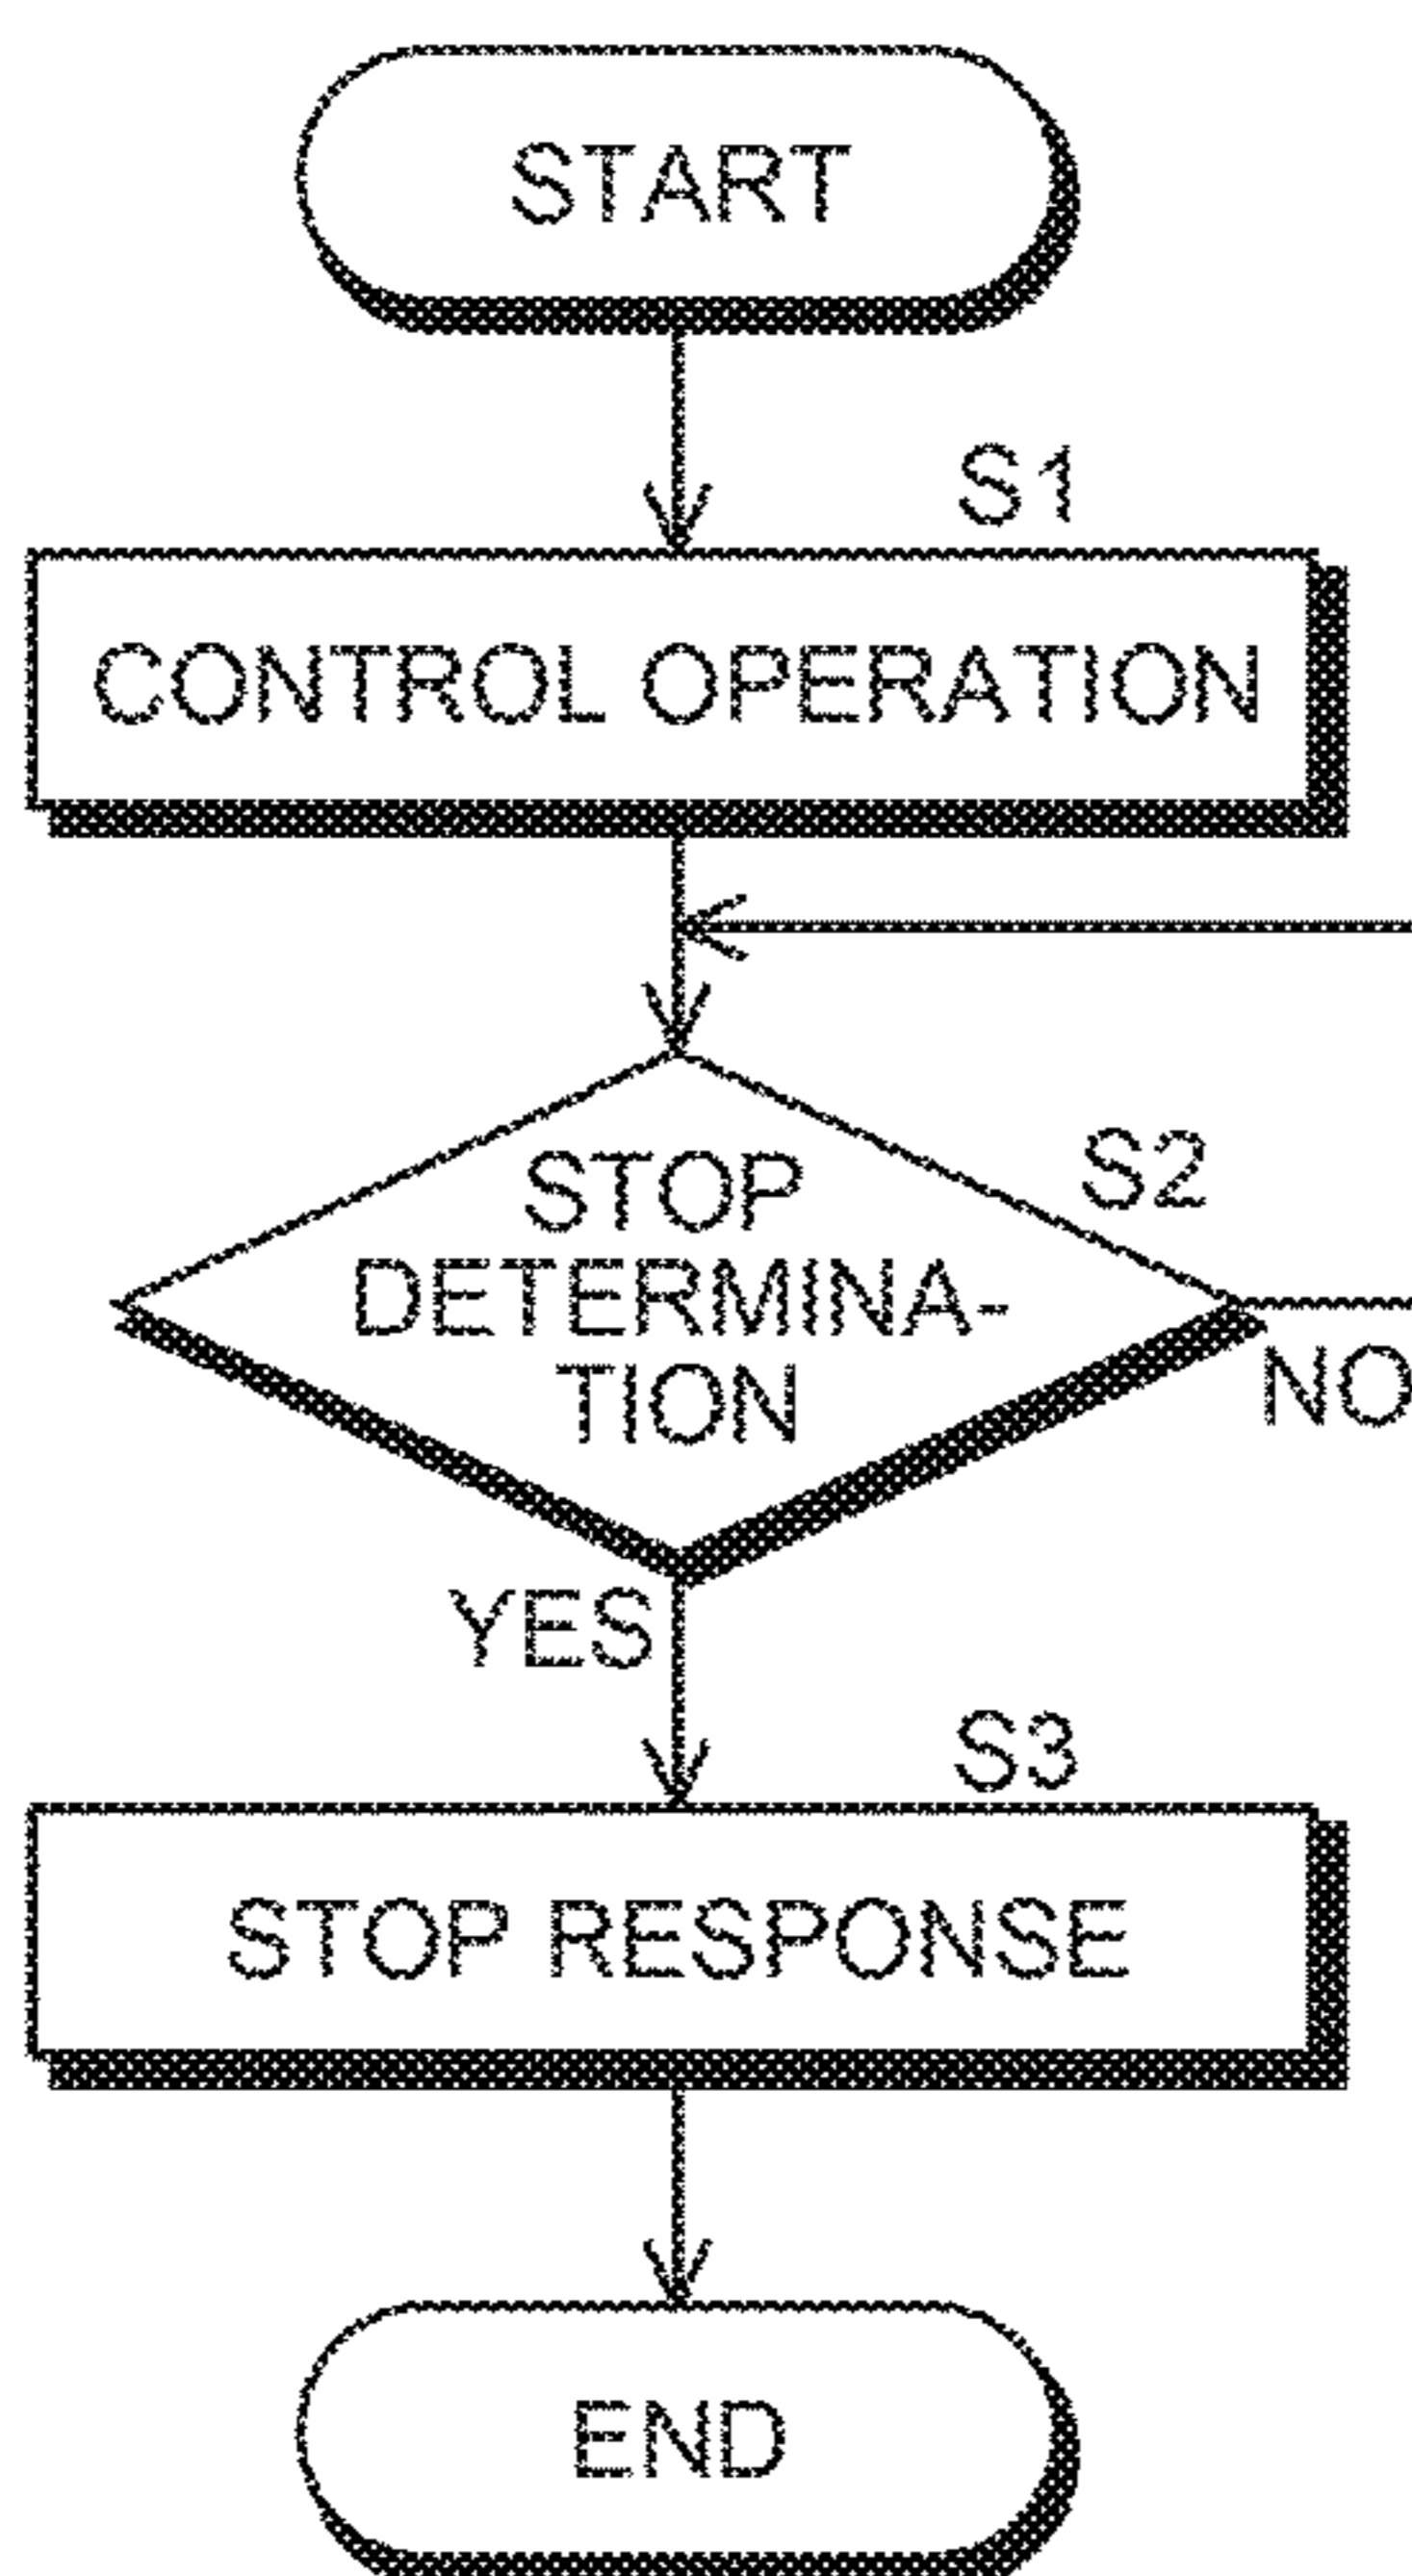 START
S1
CONTROL OPERATION
S2
STOP
DETERMINA-
TION
NO
YES
S3
STOP RESPONSE
END